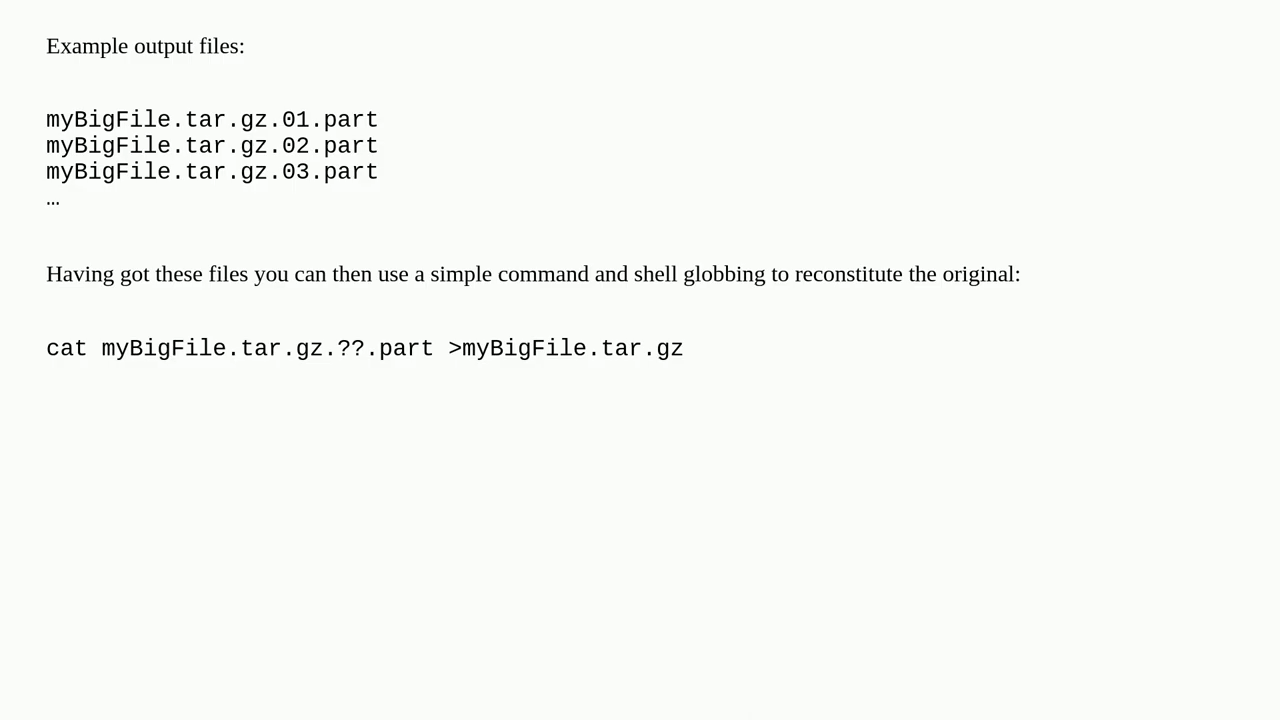 Example output files:
myBigFile.tar.gz.01.part
myBigFile.tar.gz.02.part
myBigFile.tar.gz.03.part
…
Having got these files you can then use a simple command and shell globbing to reconstitute the original:
cat myBigFile.tar.gz.??.part >myBigFile.tar.gz